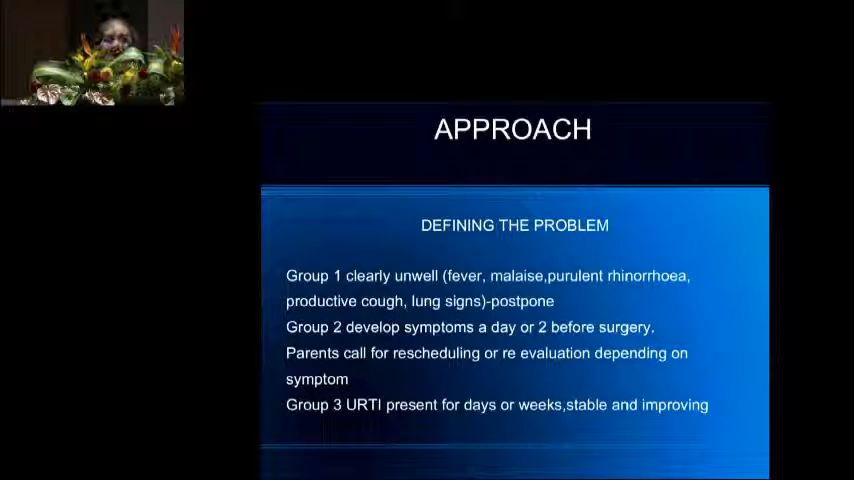 APPROACH
DEFINING THE PROBLEM
Group 1 clearly unwell (fever, malaise,purulent rhinorrhoea,
productive cough, lung signs)-postpone
Group 2 develop symptoms a day or 2 before surgery.
Parents call for rescheduling or re evaluation depending on
symptom
Group 3 URTI present for days or weeks,stable and improving